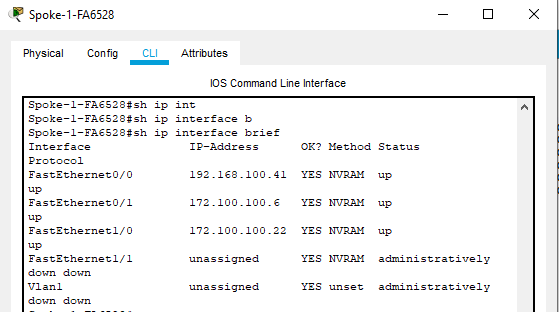 Spoke-1-FA6528
Physical Config CLI Attributes
IOS Command Line Interface
Spoke-1-FA6528#sh ip int
Spoke-1-FA6528#sh ip interface b
Spoke-1-FA6528#sh ip interface brief
Interface IP-Address OK? Method Status
Protocol
FastEthernet0/0 192.168.100.41 YES NVRAM up
up
FastEthernet0/1 172.100.100.6 YES NVRAM up
up
FastEthernet1/0 172.100.100.22 YES NVRAM up
up
FastEthernet1/1 unassigned YES NVRAM administratively
down down
Vlan1 unassigned YES unset administratively
down down